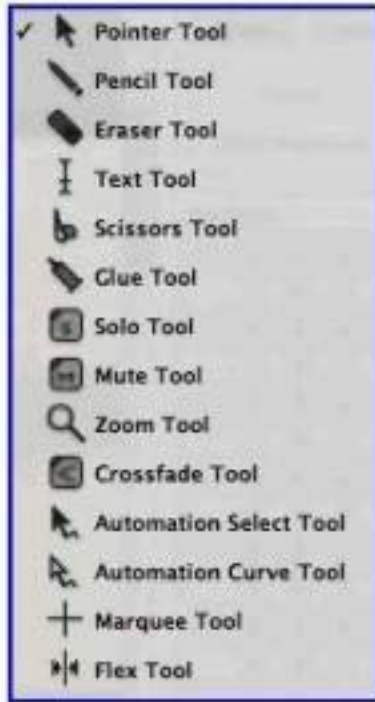 Pointer Tool
Pencil Tool
Eraser Tool
Text Tool
Scissors Tool
Glue Tool
Solo Tool
Mute Tool
Zoom Tool
Crossfade Tool
Automation Select Tool
Automation Curve Tool
Marquee Tool
Flex Tool